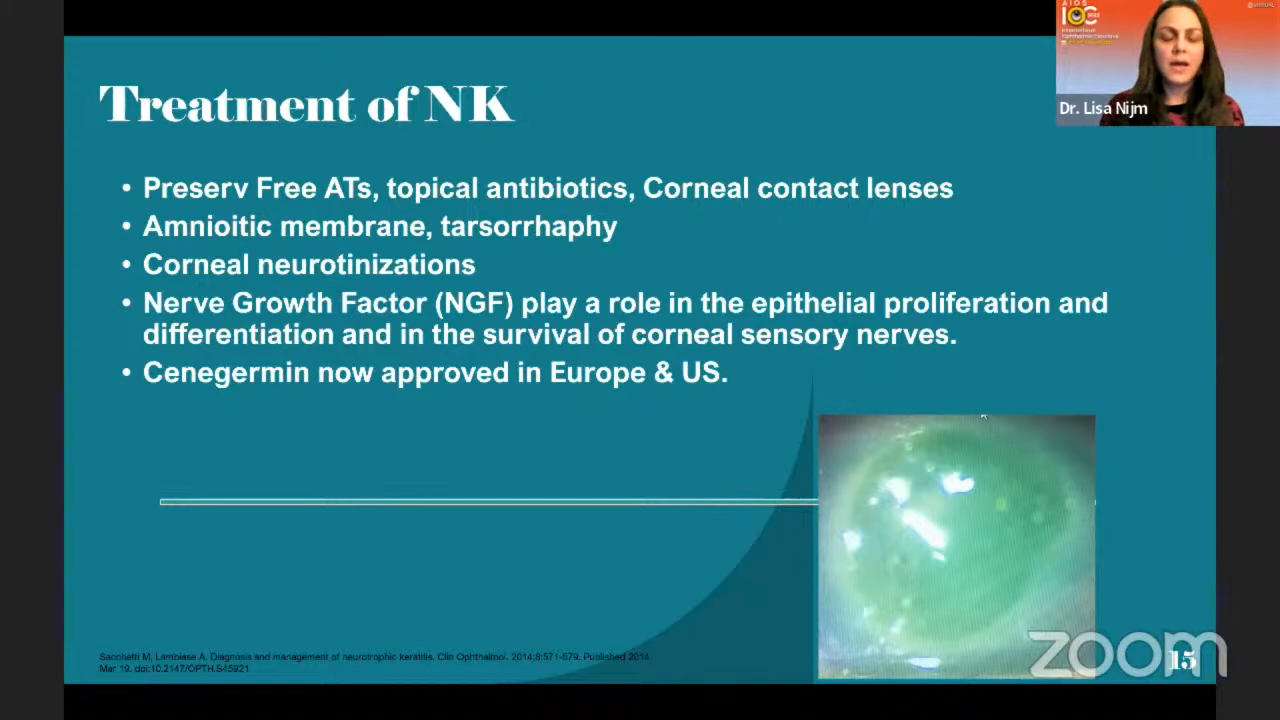 AIOS
IOC
@VIRTUAL
Dr. Lisa Nijm
Treatment of NK
• Preserv Free ATs, topical antibiotics, Corneal contact lenses
• Amnioitic membrane, tarsorrhaphy
• Corneal neurotinizations
• Nerve Growth Factor (NGF) play a role in the epithelial proliferation and
differentiation and in the survival of corneal sensory nerves.
• Cenegermin now approved in Europe & US.
Sacchetti M, Lambiase A. Diagnosis and management of neurotrophic keratitis. Clin Ophthalmol. 2014;8:571-579. Published 2014
Mar 19. doi:10.2147/OPTH.S45921
zoom
15